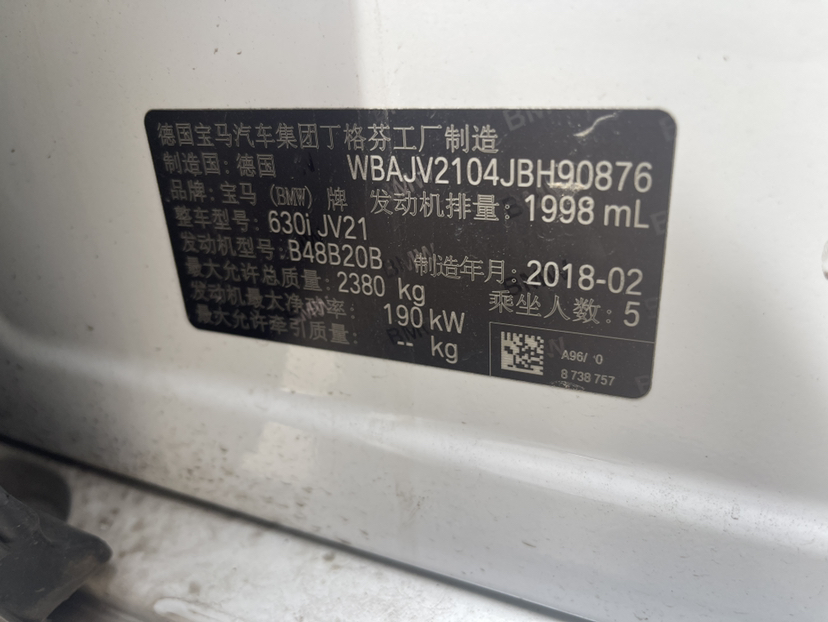 德国宝马汽车集团丁格芬工厂制造
制造国：德国 WBAJV2104JBH90876
品牌：宝马（BMW）牌 发动机排量：1998 mL
整车型号：630i JV21
发动机型号：B48B20B 制造年月：2018-02
最大允许总质量：2380 kg 乘坐人数：5
发动机最大净功率： 190 kW
最大允许牵引质量： -- kg
A96/
8 738 757